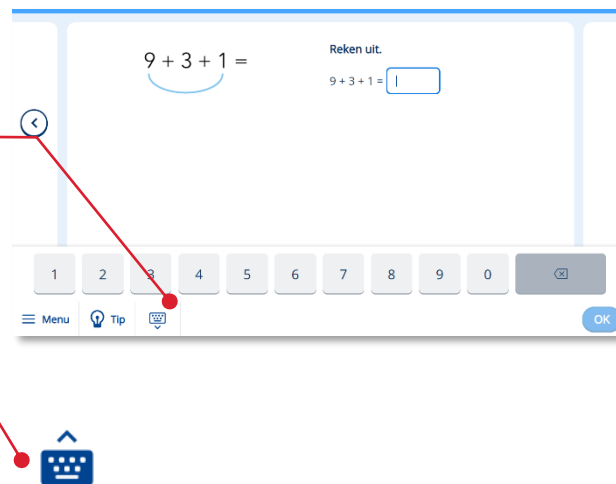 9 + 3 + 1 =
Reken uit.
9 + 3 + 1 =
1 2 3 4 5 6 7 8 9 0
Menu Tip OK